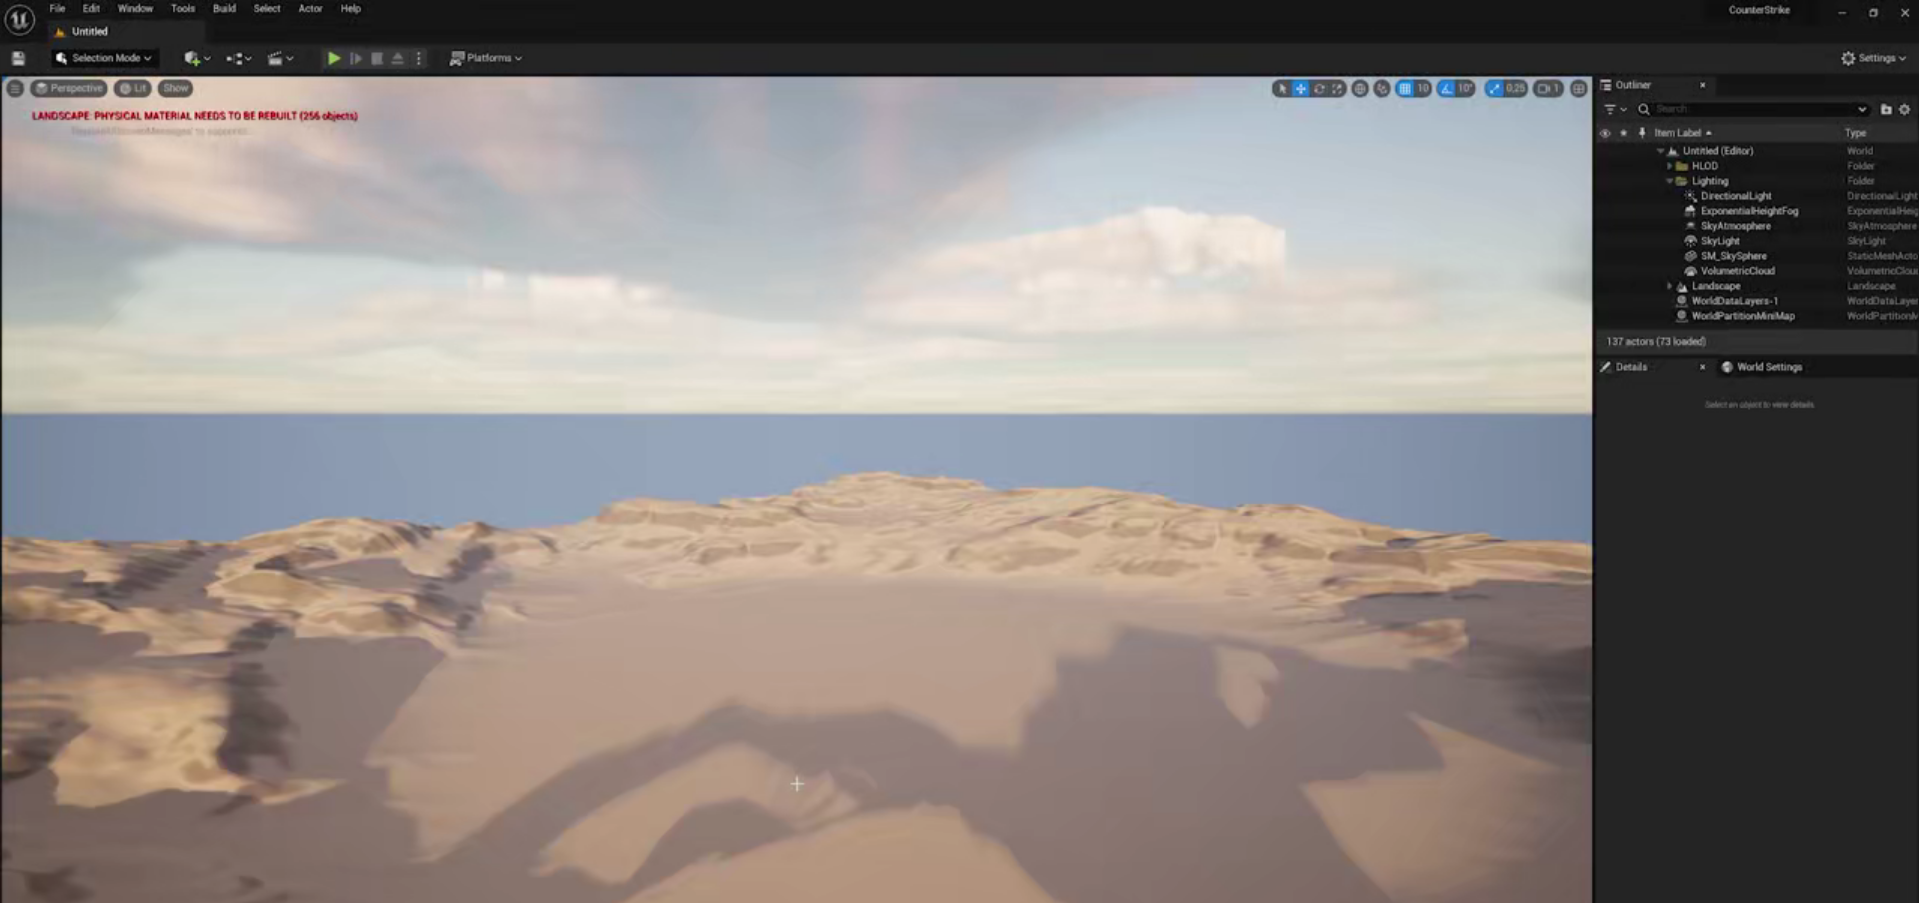 File Edit Window Tools Build Select Actor Help
CounterStrike
Untitled
Selection Mode
Platforms
Settings
Perspective Lit Show
10 10° 0.25 1
LANDSCAPE: PHYSICAL MATERIAL NEEDS TO BE REBUILT (256 objects)
Outliner
Search...
Item Label Type
Untitled (Editor) World
HLOD Folder
Lighting Folder
DirectionalLight DirectionalLight
ExponentialHeightFog ExponentialHeig
SkyAtmosphere SkyAtmosphere
SkyLight SkyLight
SM_SkySphere StaticMeshActo
VolumetricCloud VolumetricClou
Landscape Landscape
WorldDataLayers-1 WorldDataLayer
WorldPartitionMiniMap WorldPartitionM
137 actors (73 loaded)
Details World Settings
Select an object to view details.